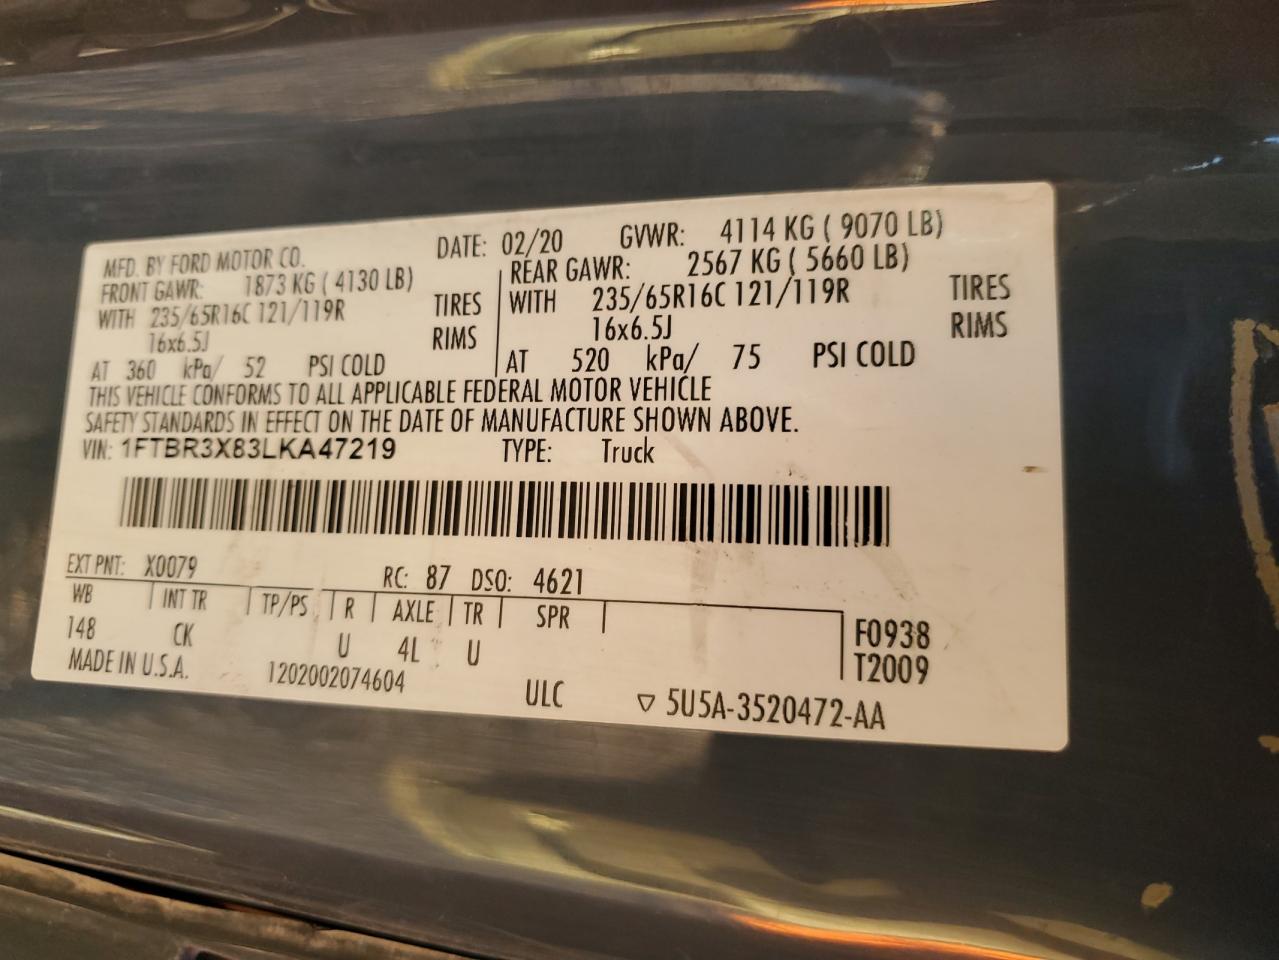 MFD. BY FORD MOTOR CO. DATE: 02/20 GVWR: 4114 KG ( 9070 LB)
FRONT GAWR: 1873 KG ( 4130 LB) REAR GAWR: 2567 KG ( 5660 LB)
WITH 235/65R16C 121/119R TIRES WITH 235/65R16C 121/119R TIRES
16x6.5J RIMS 16x6.5J RIMS
AT 360 kPa/ 52 PSI COLD AT 520 kPa/ 75 PSI COLD
THIS VEHICLE CONFORMS TO ALL APPLICABLE FEDERAL MOTOR VEHICLE
SAFETY STANDARDS IN EFFECT ON THE DATE OF MANUFACTURE SHOWN ABOVE.
VIN: 1FTBR3X83LKA47219 TYPE: Truck
EXT PNT: X0079 RC: 87 DSO: 4621
WB INT TR TP/PS R AXLE TR SPR
148 CK U 4L U F0938
T2009
MADE IN U.S.A. 1202002074604 ULC ▽ 5U5A-3520472-AA